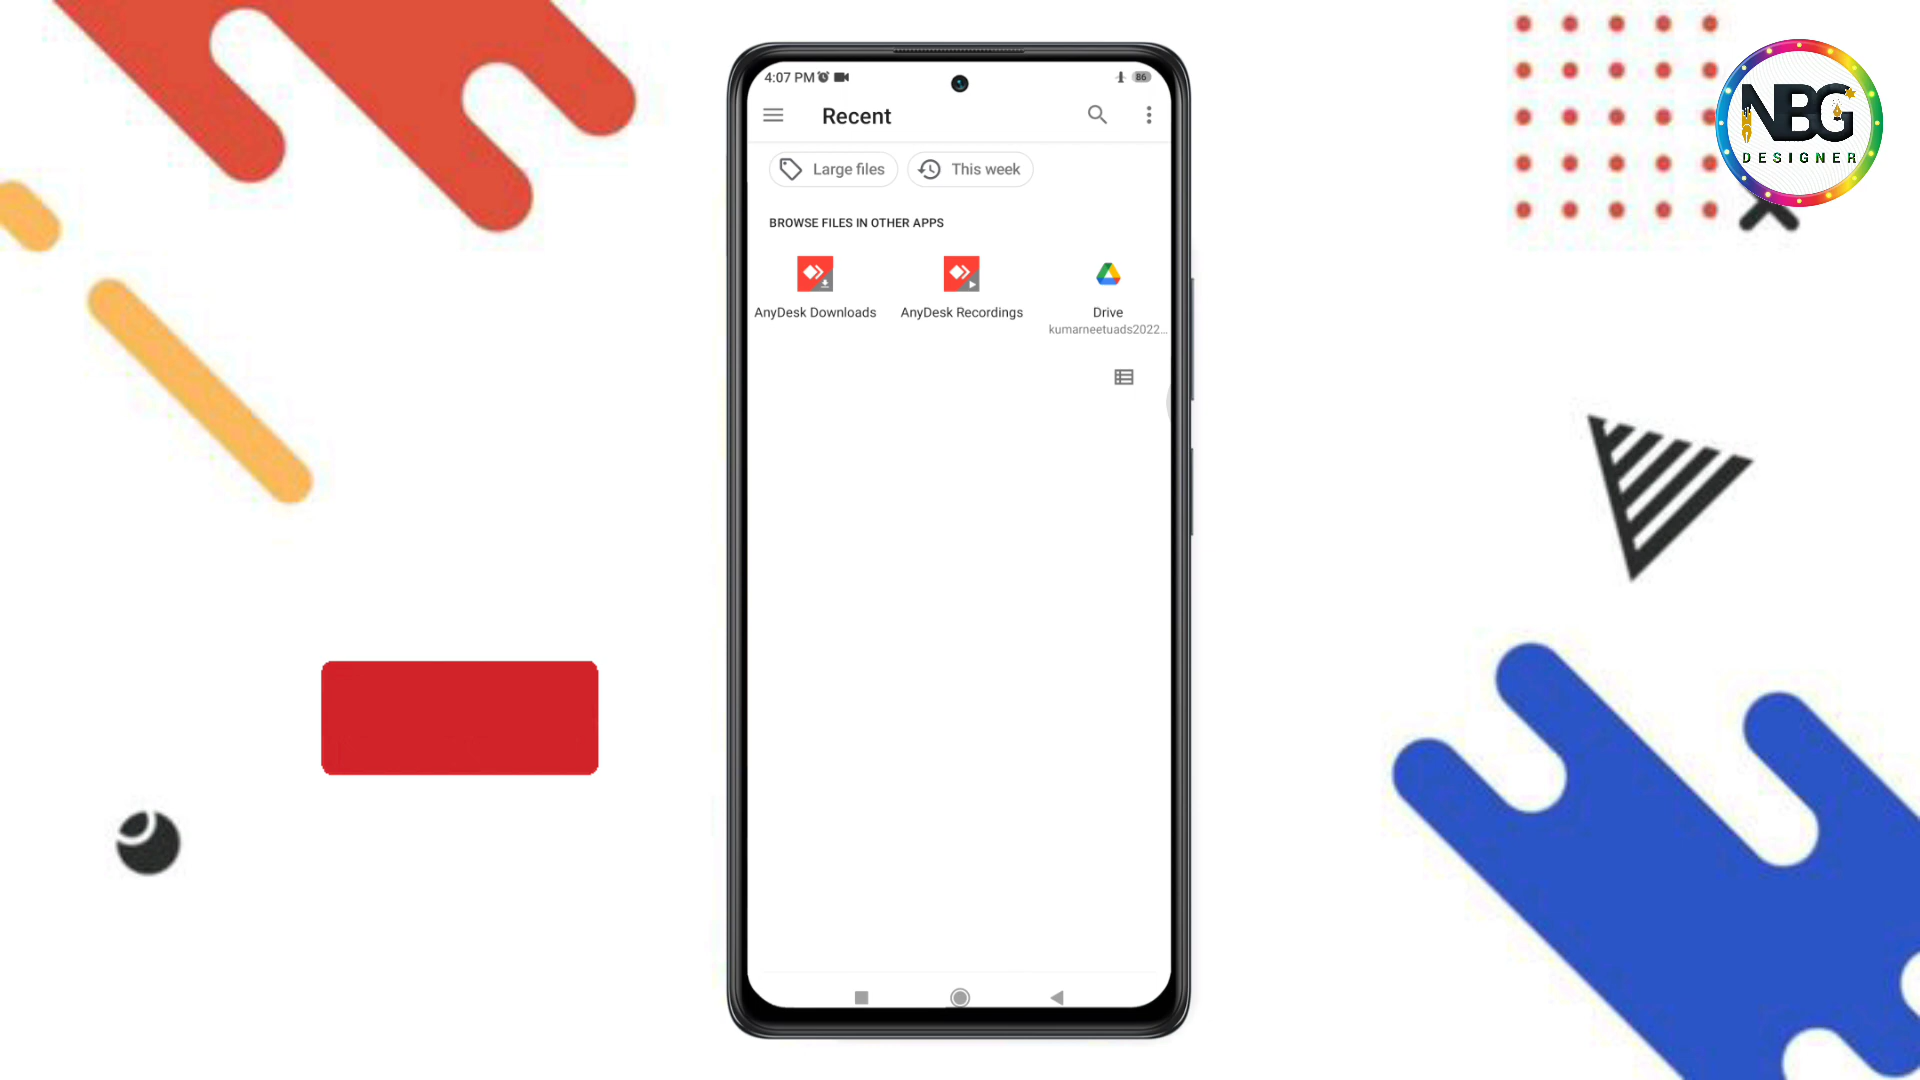 4:07 PM
86
Recent
Large files
This week
BROWSE FILES IN OTHER APPS
AnyDesk Downloads
AnyDesk Recordings
Drive
kumarneetuads2022...
NBG
DESIGNER